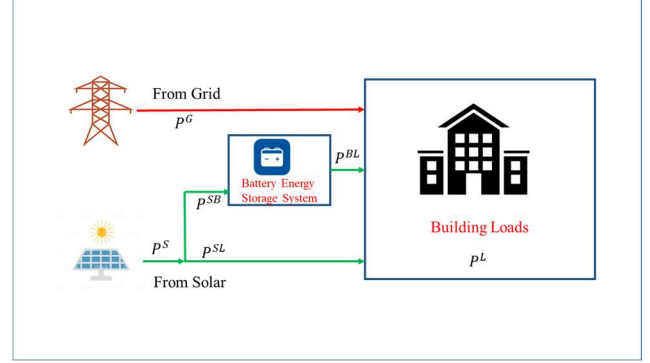 From Grid
P^G
P^{BL}
Battery Energy
Storage System
P^{SB}
Building Loads
P^S
P^{SL}
P^L
From Solar